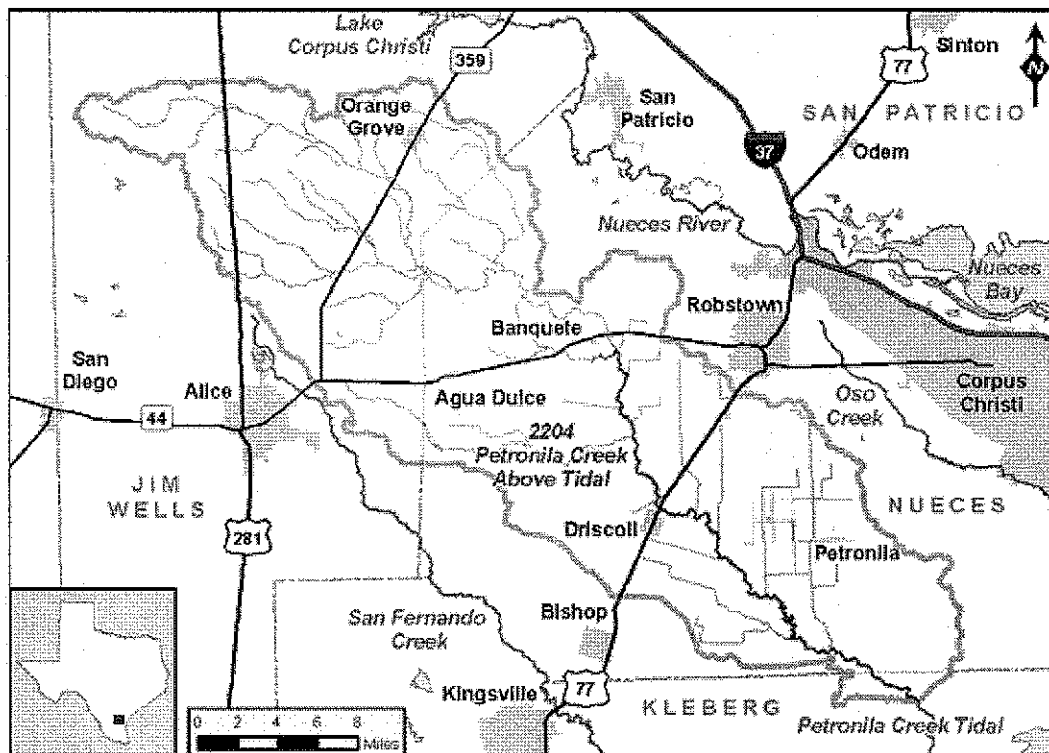 Lake
Corpus Christi
359
77
Sinton
N
Orange
Grove
San
Patricio
SAN PATRICIO
37
Odem
Nueces River
Nueces
Bay
Robstown
Banquete
San
Diego
Alice
44
Agua Dulce
Oso
Creek
Corpus
Christi
2204
Petronila Creek
Above Tidal
JIM
WELLS
281
Driscoll
NUECES
Petronila
San Fernando
Creek
Bishop
Kingsville
77
KLEBERG
Petronila Creek Tidal
0 2 4 6 8
Miles